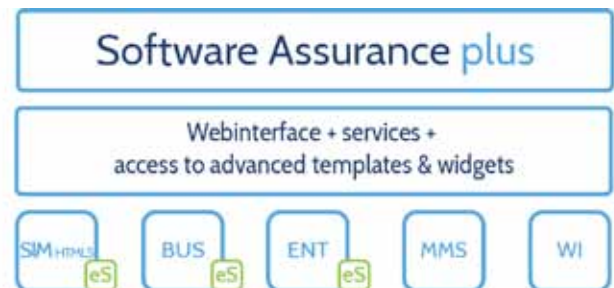 Software Assurance plus
Webinterface + services +
access to advanced templates & widgets
SIM HTML5 BUS ENT MMS WI
eS eS eS